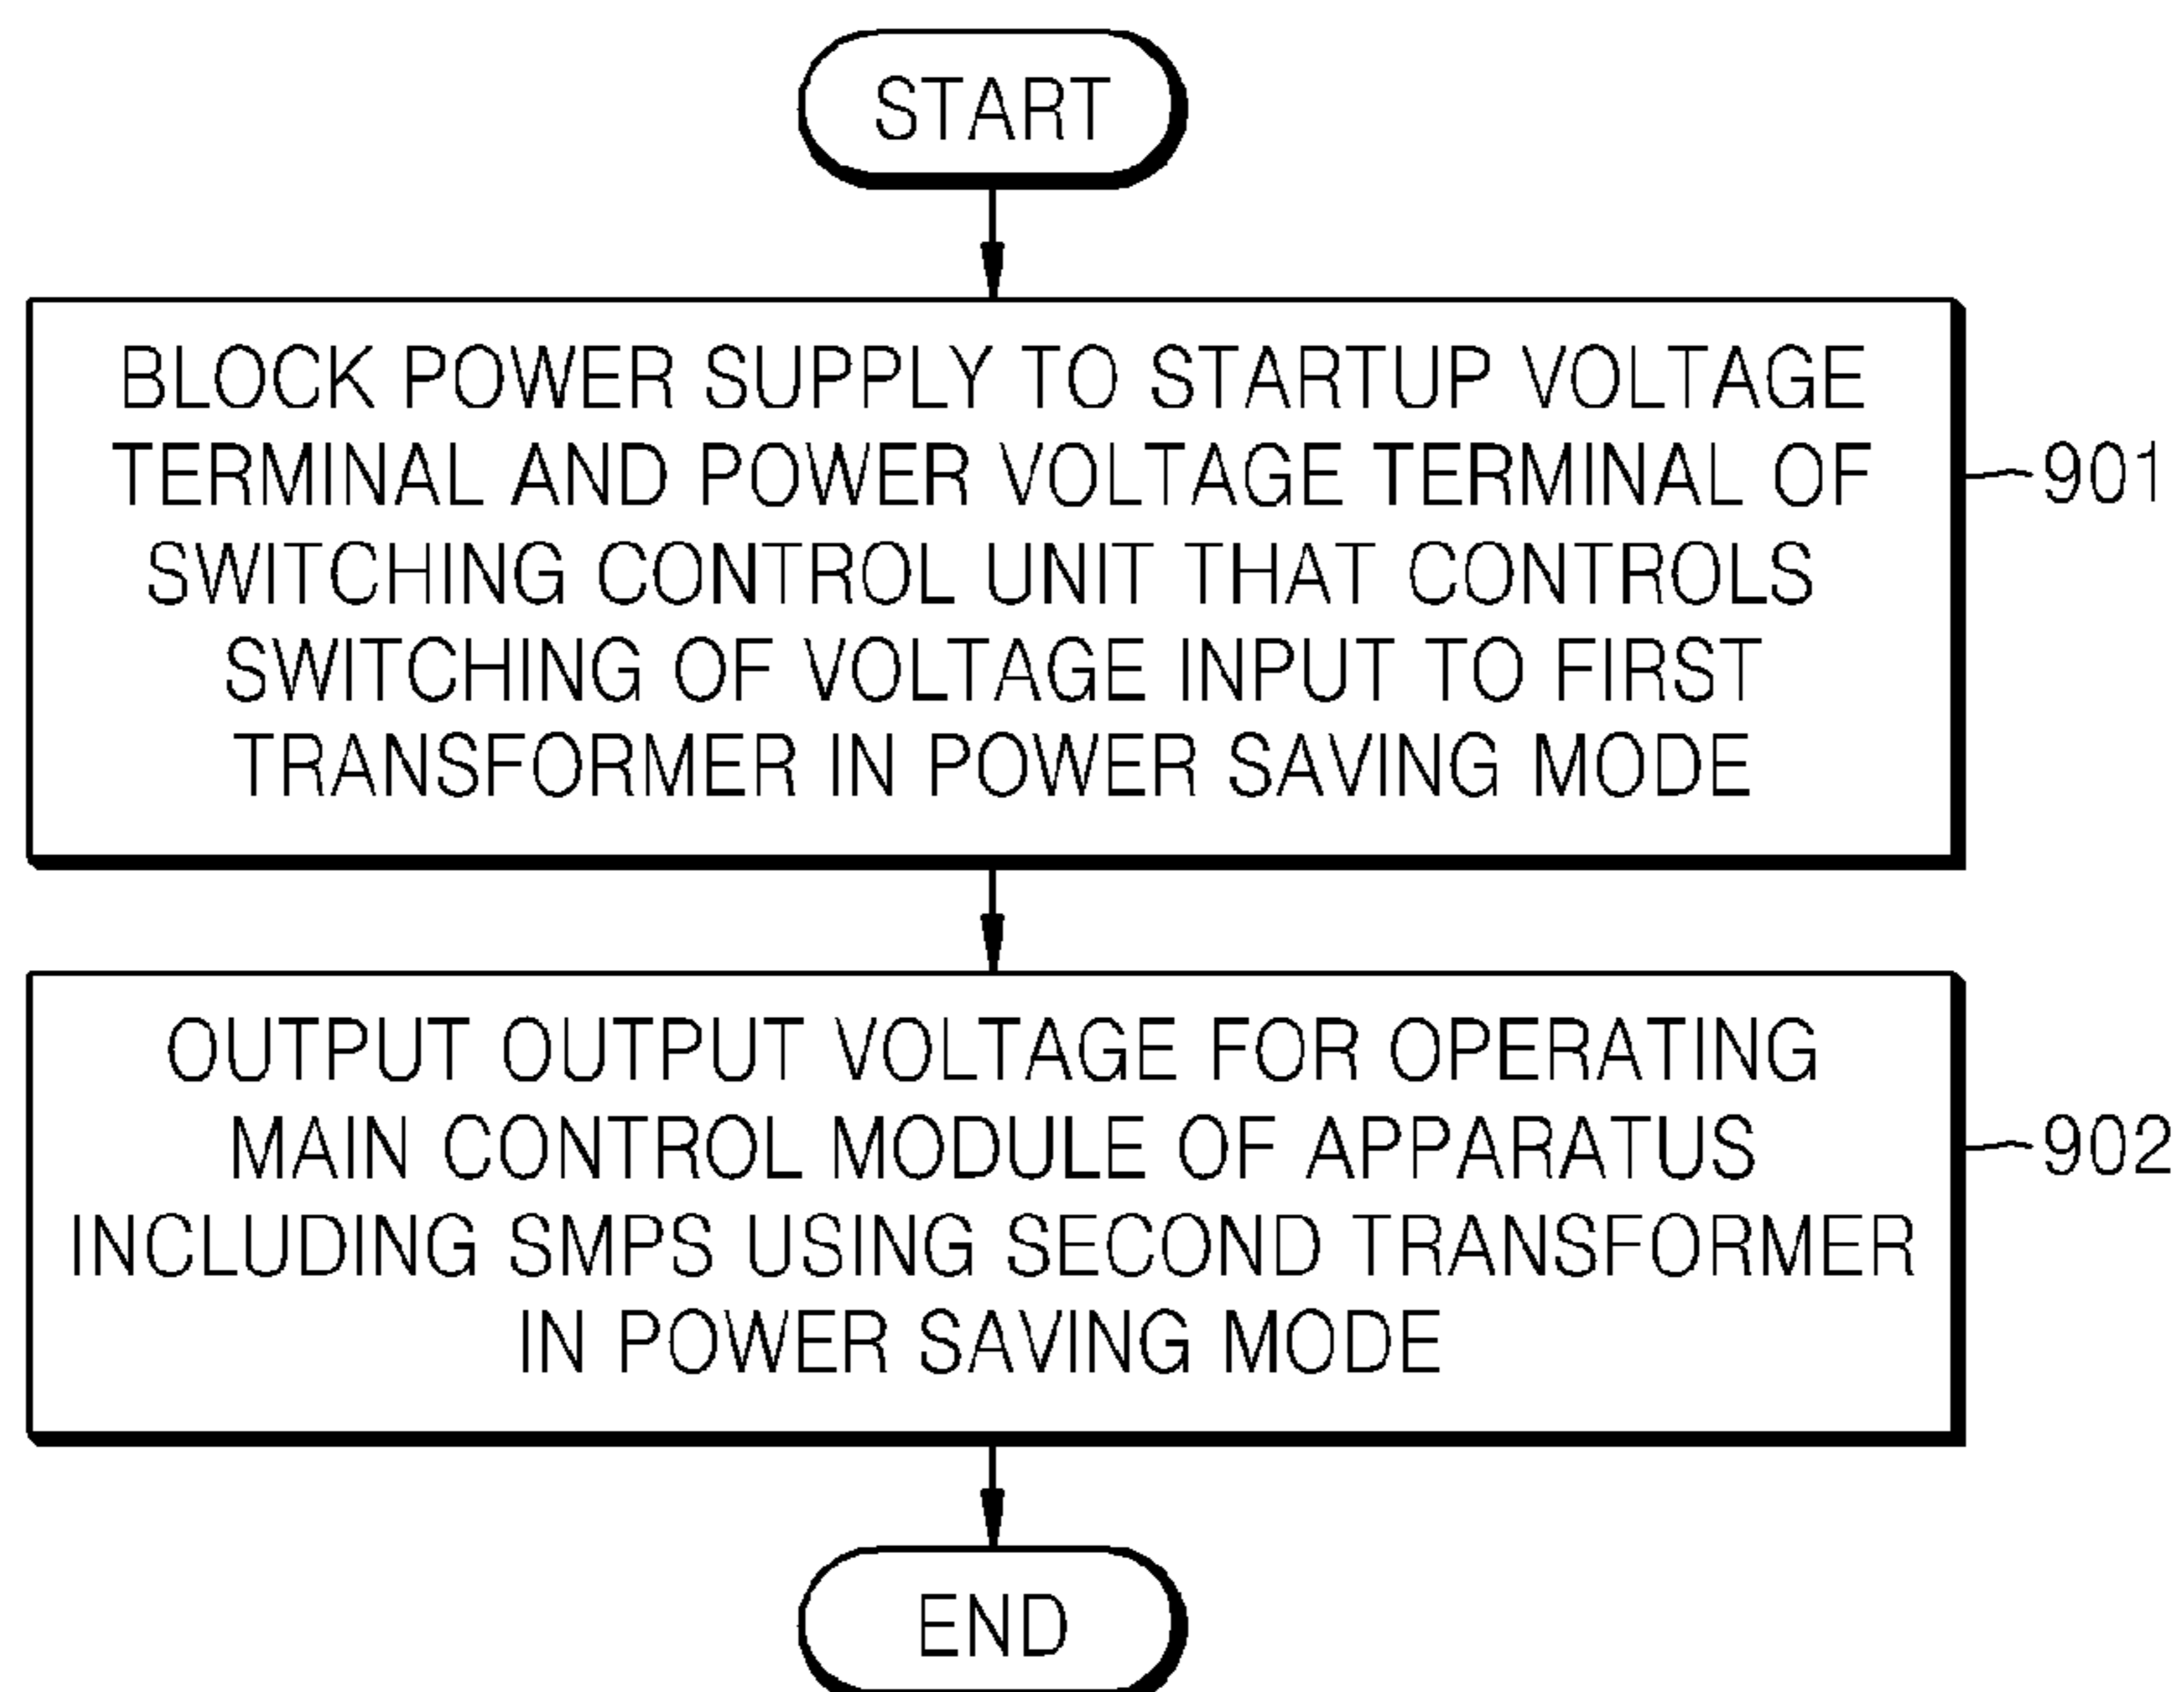 START
BLOCK POWER SUPPLY TO STARTUP VOLTAGE
TERMINAL AND POWER VOLTAGE TERMINAL OF
SWITCHING CONTROL UNIT THAT CONTROLS
SWITCHING OF VOLTAGE INPUT TO FIRST
TRANSFORMER IN POWER SAVING MODE
901
OUTPUT OUTPUT VOLTAGE FOR OPERATING
MAIN CONTROL MODULE OF APPARATUS
INCLUDING SMPS USING SECOND TRANSFORMER
IN POWER SAVING MODE
902
END